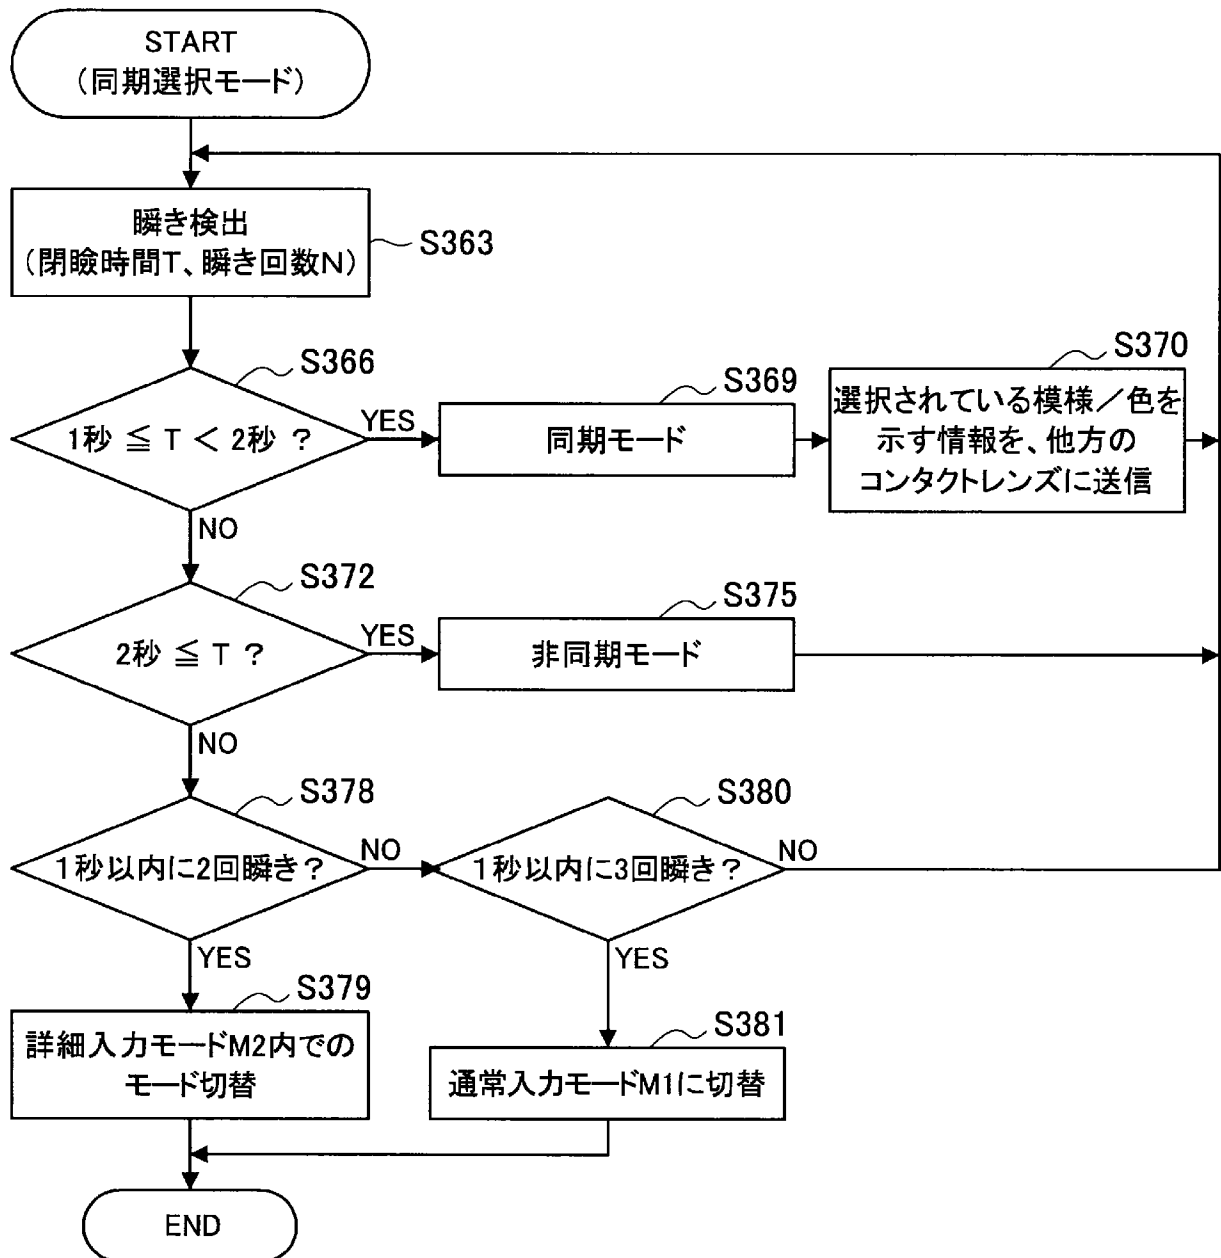 START
（同期選択モード）
瞬き検出
（閉瞼時間T、瞬き回数N）
S363
S366
1秒 ≦ T ＜ 2秒 ？
YES
NO
S369
同期モード
S370
選択されている模様／色を
示す情報を、他方の
コンタクトレンズに送信
S372
2秒 ≦ T ？
YES
NO
S375
非同期モード
S378
1秒以内に2回瞬き？
NO
YES
S380
1秒以内に3回瞬き？
NO
YES
S379
詳細入力モードM2内での
モード切替
S381
通常入力モードM1に切替
END